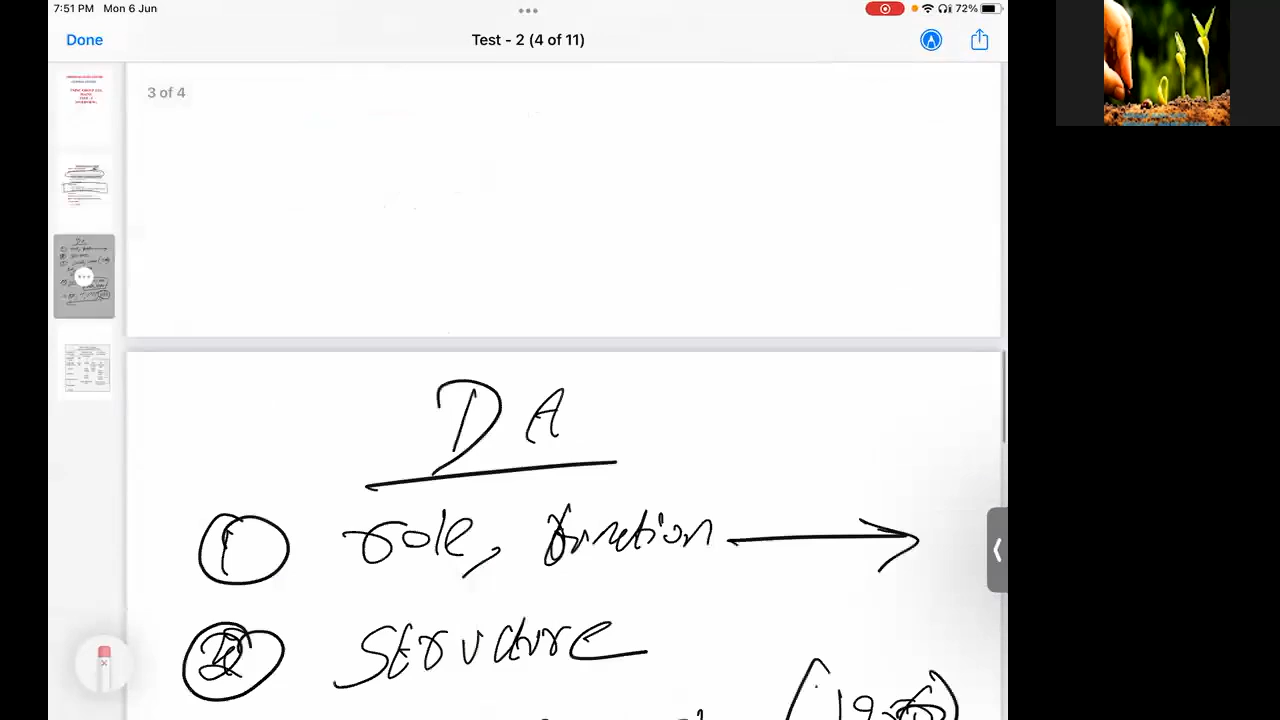 7:51 PM Mon 6 Jun
72%
Done
Test - 2 (4 of 11)
3 of 4
DA
1 role, function
2 structure